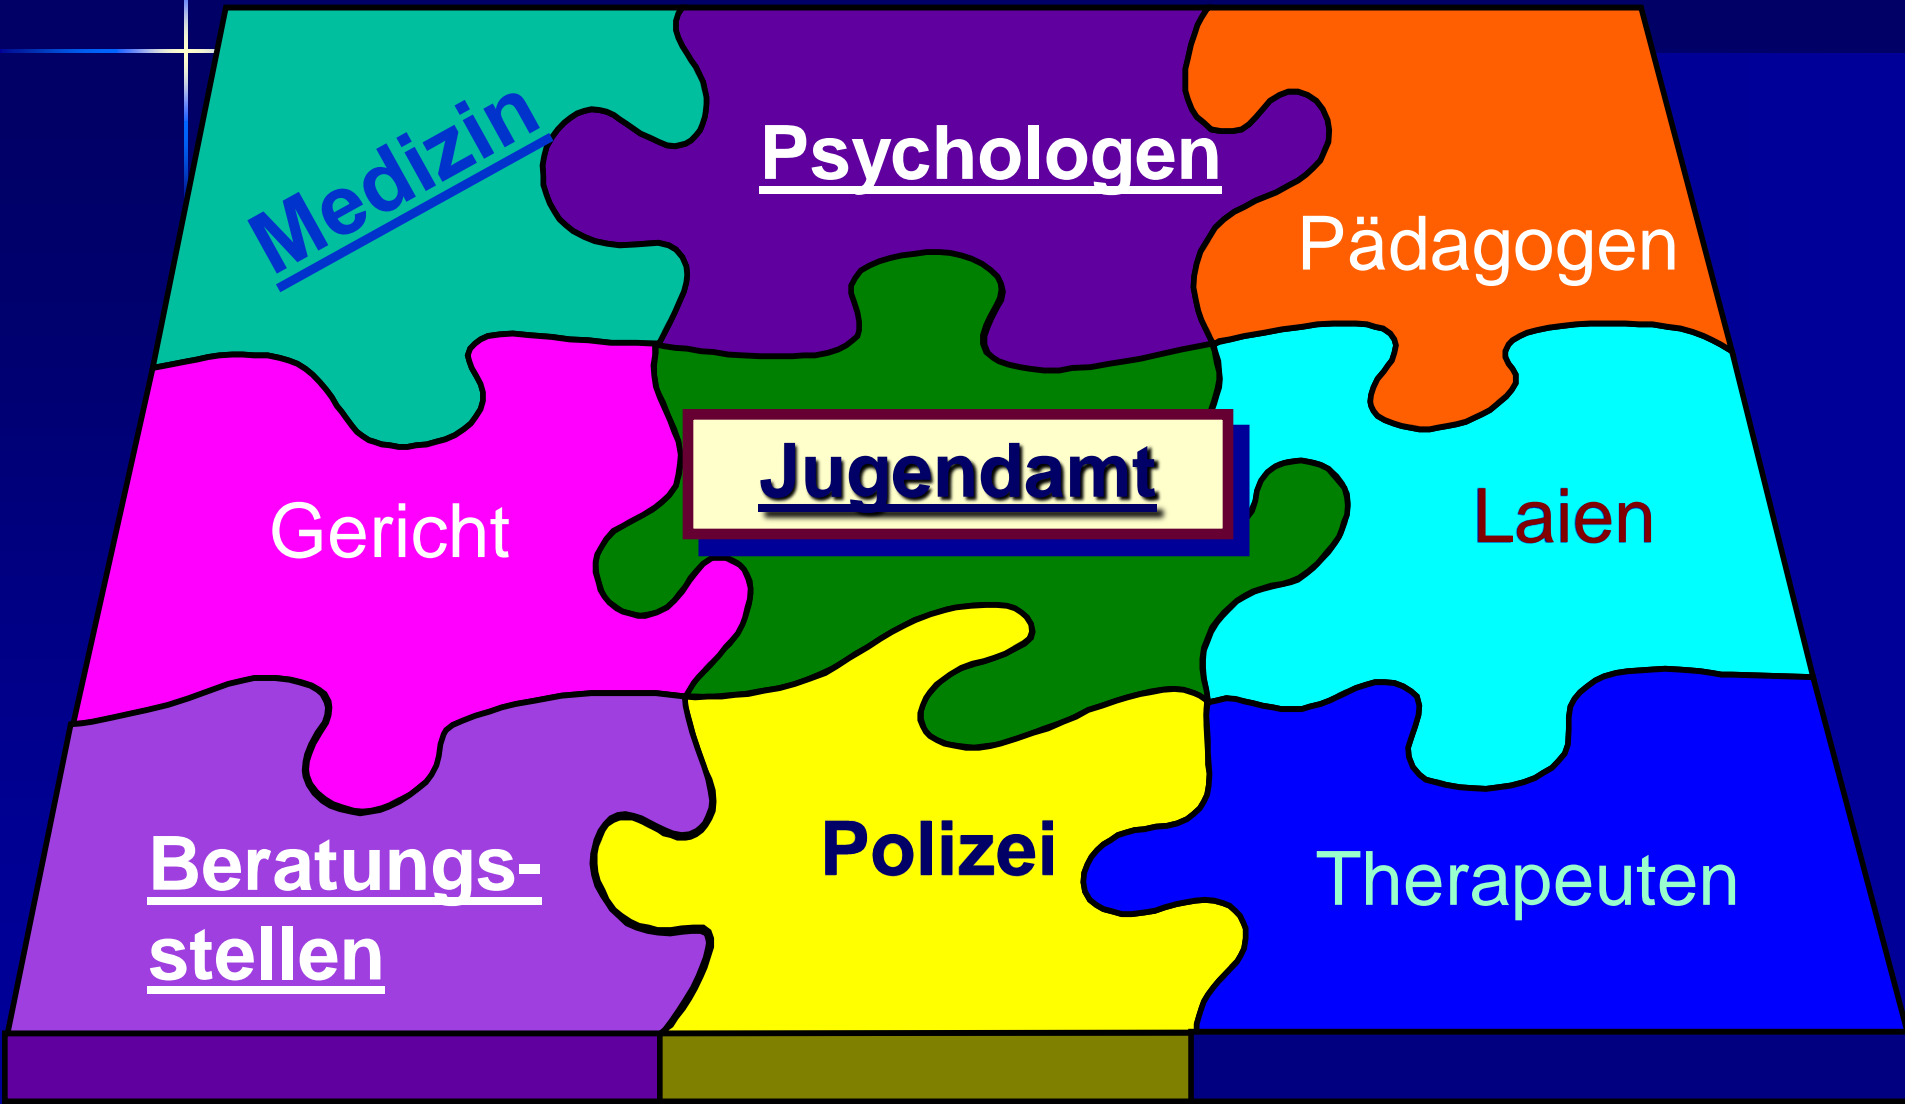 Medizin
Psychologen
Pädagogen
Gericht
Jugendamt
Laien
Beratungs-
stellen
Polizei
Therapeuten